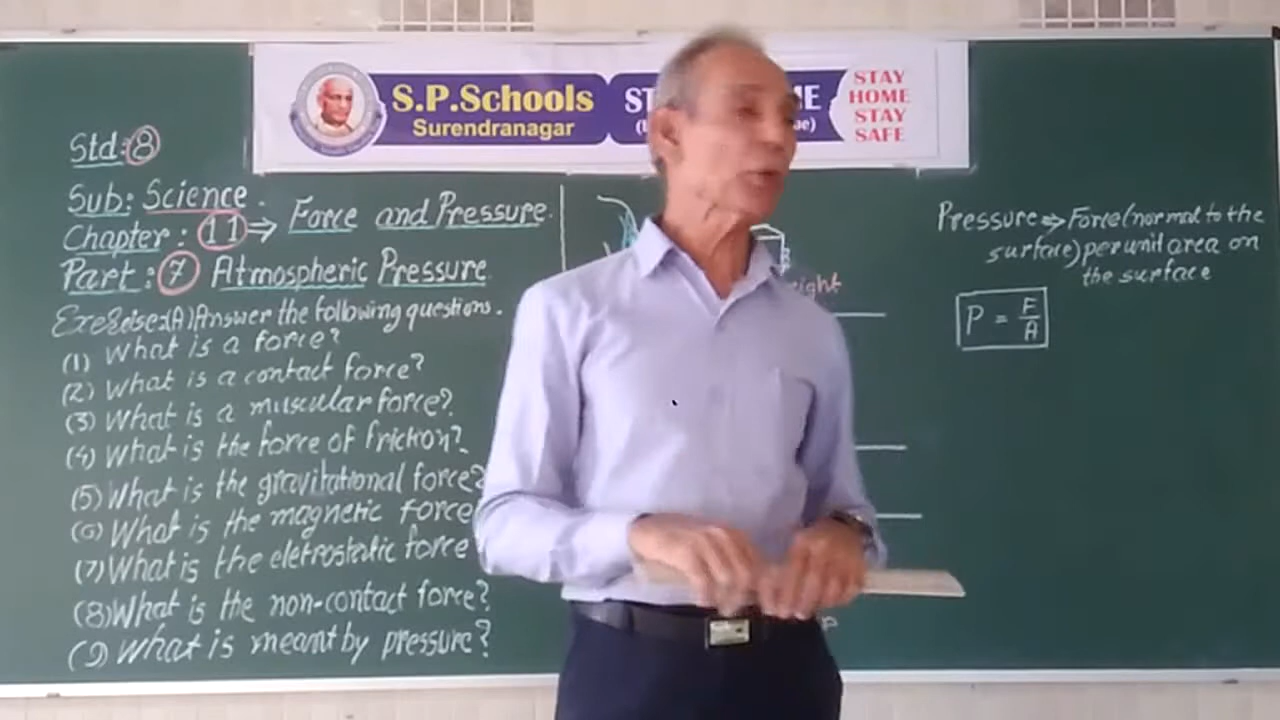 S.P.Schools
Surendranagar
STAY
HOME
STAY
SAFE
Std: 8
Sub: Science.
Chapter: 11 → Force and Pressure.
Part: 7 Atmospheric Pressure
Exercise:(A) Answer the following questions.
(1) What is a force?
(2) What is a contact force?
(3) What is a muscular force?
(4) What is the force of friction?
(5) What is the gravitational force?
(6) What is the magnetic force
(7) What is the eletrostatic force
(8) What is the non-contact force?
(9) What is meant by pressure?
Pressure ⇒ Force (normal to the
surface) per unit area on
the surface
P = F/A